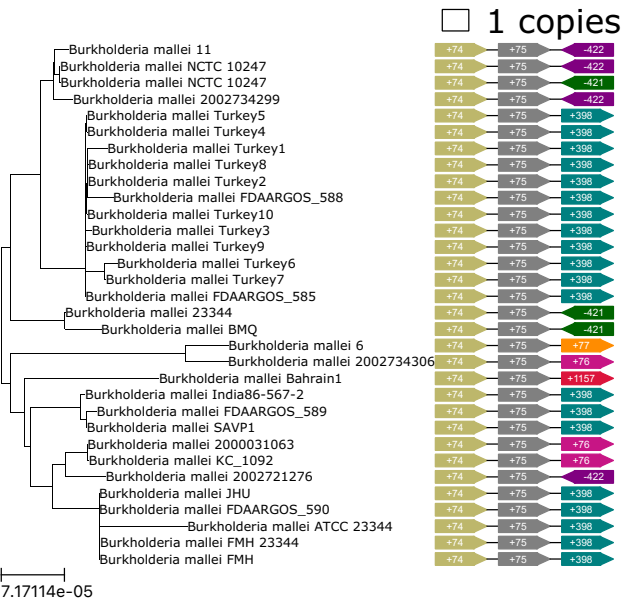 1 copies
Burkholderia mallei 11 +74 +75 -422
Burkholderia mallei NCTC 10247 +74 +75 -422
Burkholderia mallei NCTC 10247 +74 +75 -421
Burkholderia mallei 2002734299 +74 +75 -422
Burkholderia mallei Turkey5 +74 +75 +398
Burkholderia mallei Turkey4 +74 +75 +398
Burkholderia mallei Turkey1 +74 +75 +398
Burkholderia mallei Turkey8 +74 +75 +398
Burkholderia mallei Turkey2 +74 +75 +398
Burkholderia mallei FDAARGOS_588 +74 +75 +398
Burkholderia mallei Turkey10 +74 +75 +398
Burkholderia mallei Turkey3 +74 +75 +398
Burkholderia mallei Turkey9 +74 +75 +398
Burkholderia mallei Turkey6 +74 +75 +398
Burkholderia mallei Turkey7 +74 +75 +398
Burkholderia mallei FDAARGOS_585 +74 +75 +398
Burkholderia mallei 23344 +74 +75 -421
Burkholderia mallei BMQ +74 +75 -421
Burkholderia mallei 6 +74 +75 +77
Burkholderia mallei 2002734306 +74 +75 +76
Burkholderia mallei Bahrain1 +74 +75 +1157
Burkholderia mallei India86-567-2 +74 +75 +398
Burkholderia mallei FDAARGOS_589 +74 +75 +398
Burkholderia mallei SAVP1 +74 +75 +398
Burkholderia mallei 2000031063 +74 +75 +76
Burkholderia mallei KC_1092 +74 +75 +76
Burkholderia mallei 2002721276 +74 +75 -422
Burkholderia mallei JHU +74 +75 +398
Burkholderia mallei FDAARGOS_590 +74 +75 +398
Burkholderia mallei ATCC 23344 +74 +75 +398
Burkholderia mallei FMH 23344 +74 +75 +398
Burkholderia mallei FMH +74 +75 +398
7.17114e-05